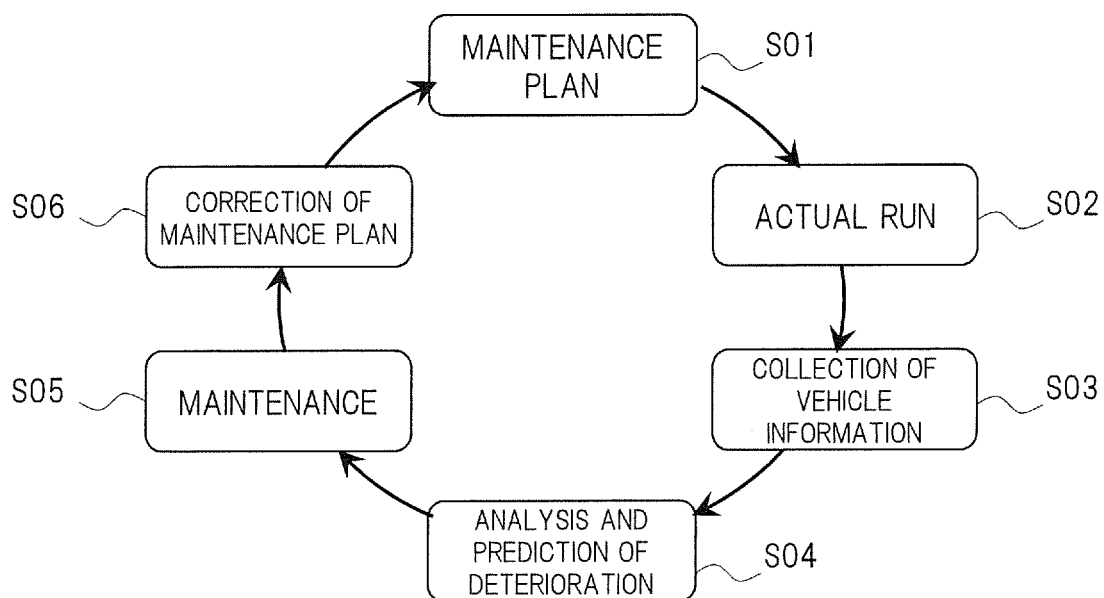 MAINTENANCE
PLAN
S01
ACTUAL RUN
S02
COLLECTION OF
VEHICLE
INFORMATION
S03
ANALYSIS AND
PREDICTION OF
DETERIORATION
S04
MAINTENANCE
S05
CORRECTION OF
MAINTENANCE PLAN
S06